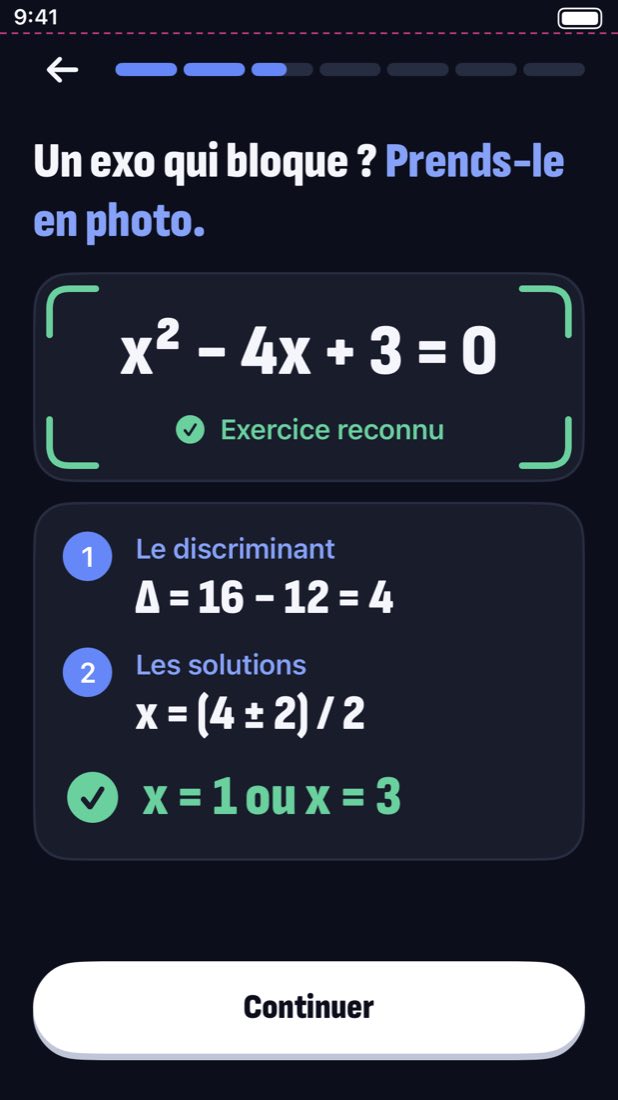 9:41
Un exo qui bloque ? Prends-le
en photo.
x² – 4x + 3 = 0
Exercice reconnu
1 Le discriminant
Δ = 16 – 12 = 4
2 Les solutions
x = (4 ± 2) / 2
x = 1 ou x = 3
Continuer